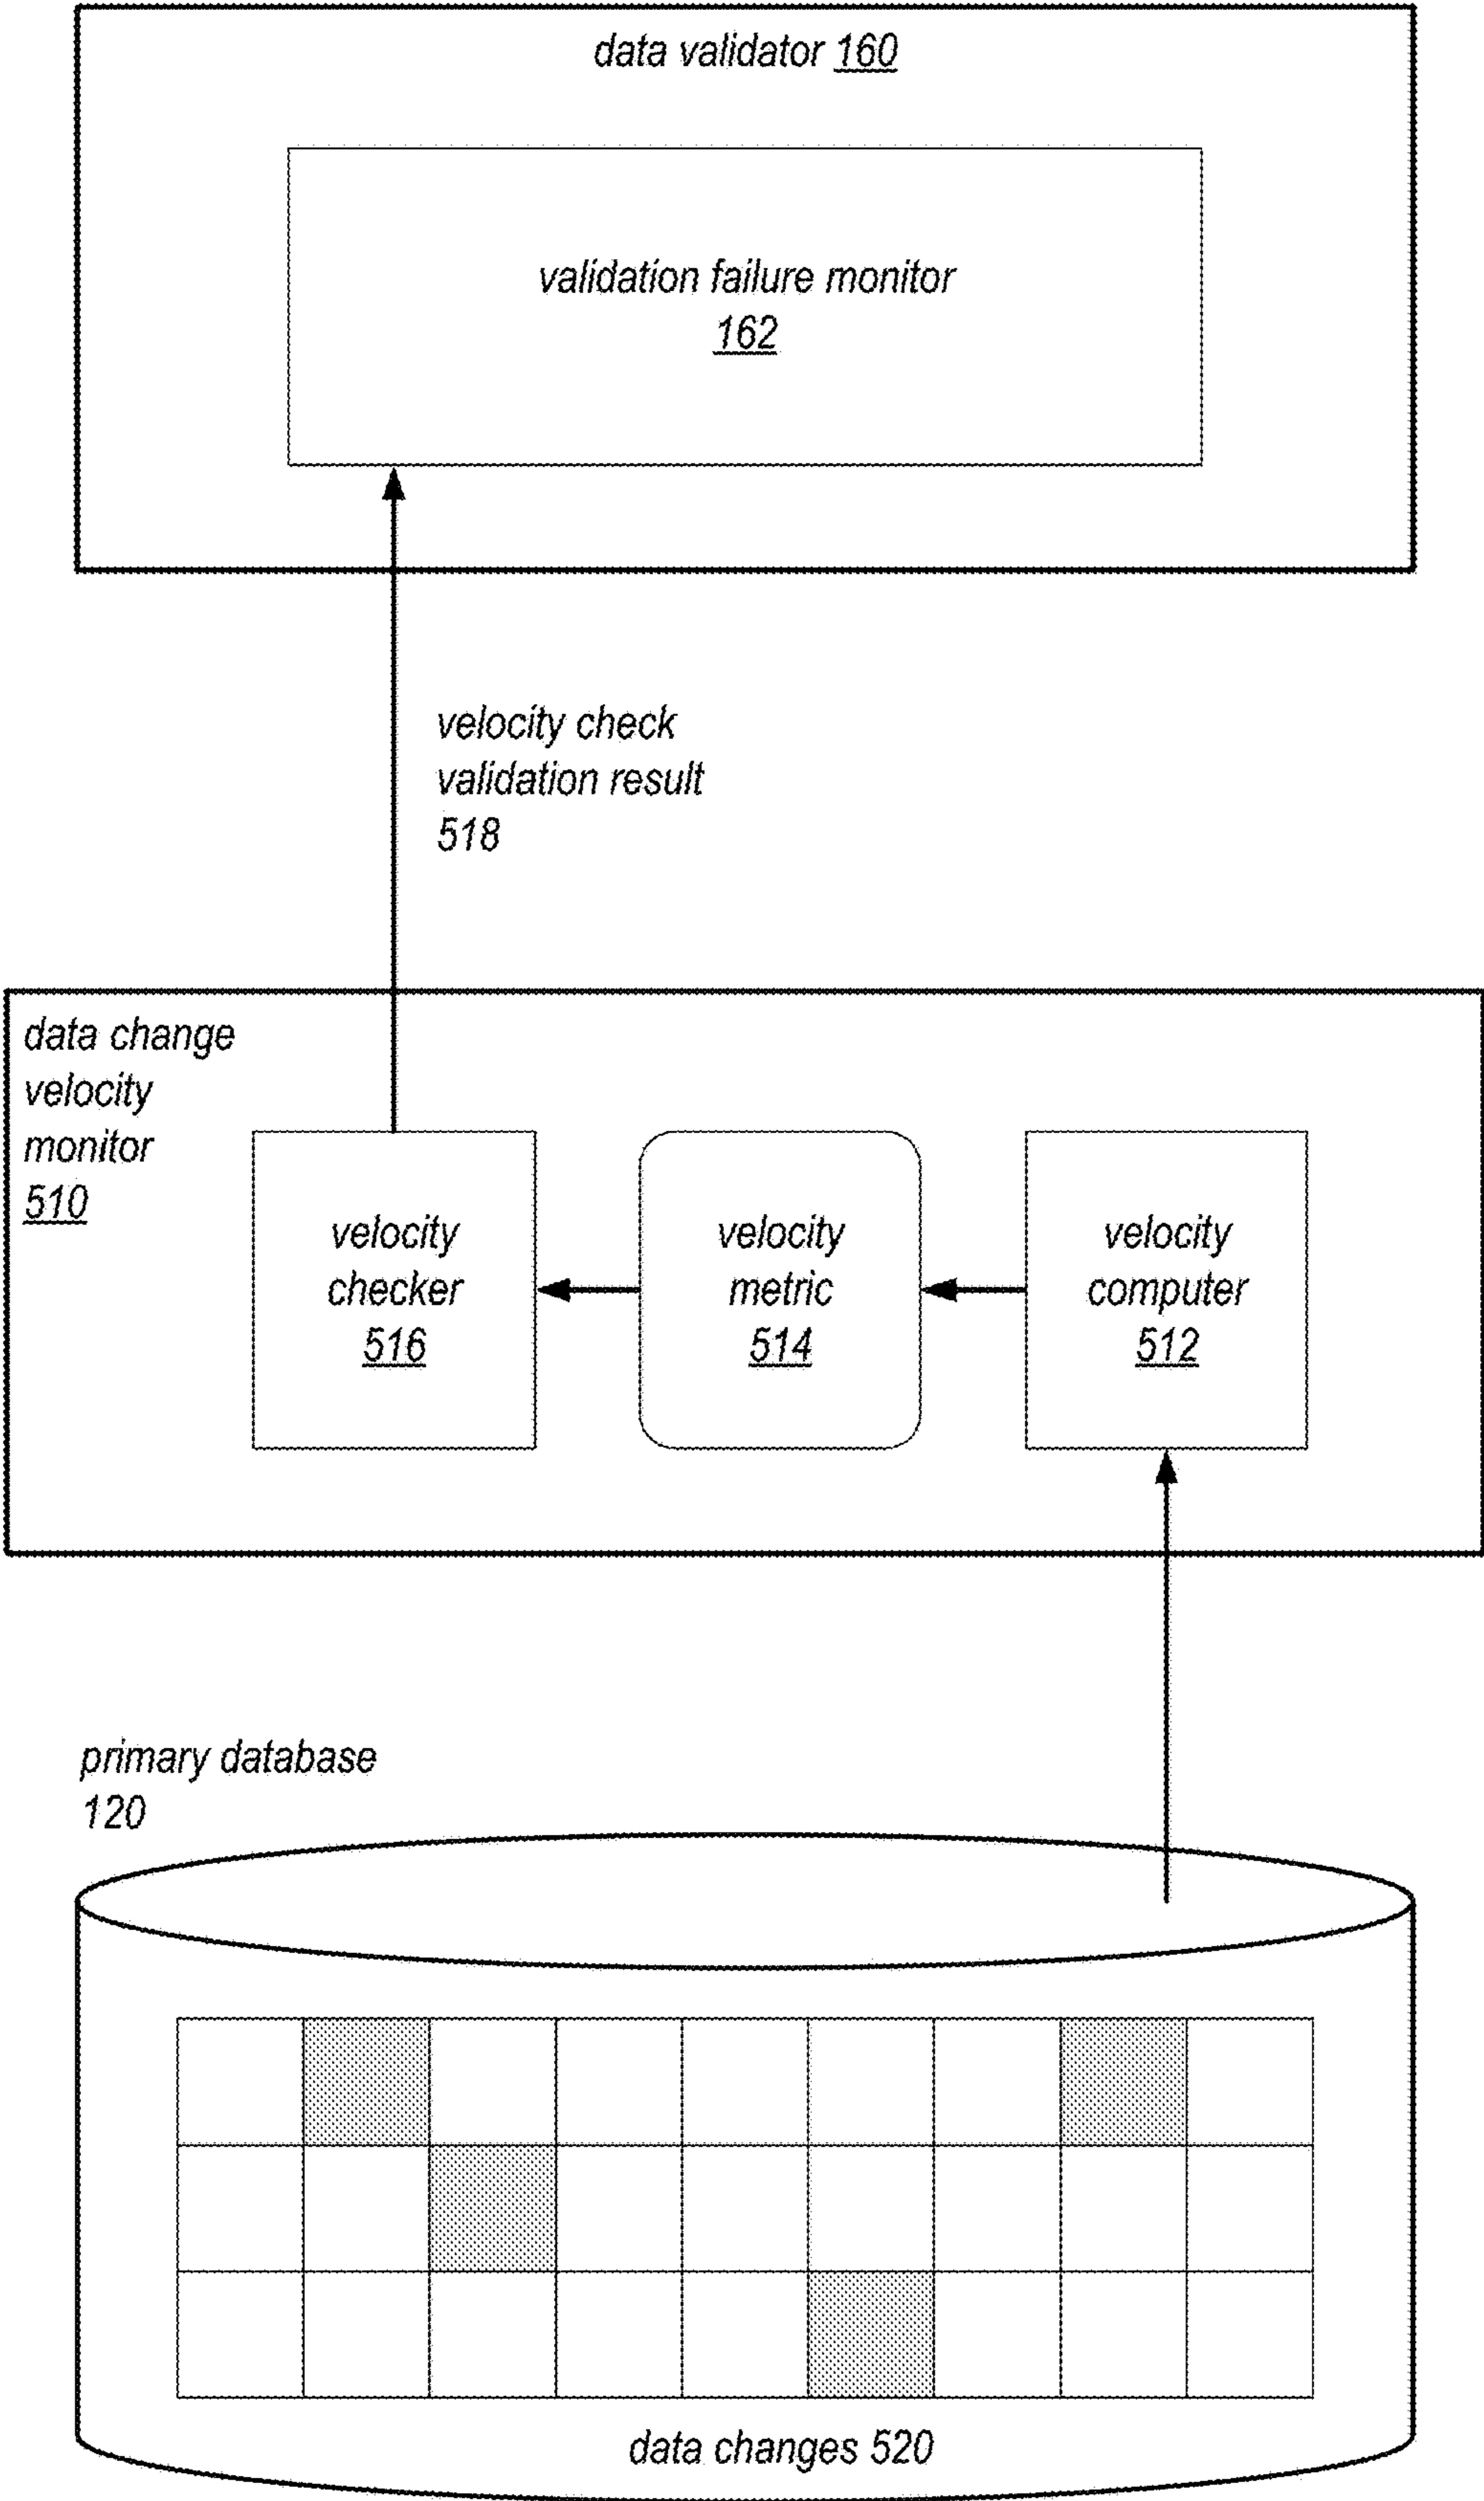 data validator 160
validation failure monitor
162
velocity check
validation result
518
data change
velocity
monitor
510
velocity
checker
516
velocity
metric
514
velocity
computer
512
primary database
120
data changes 520